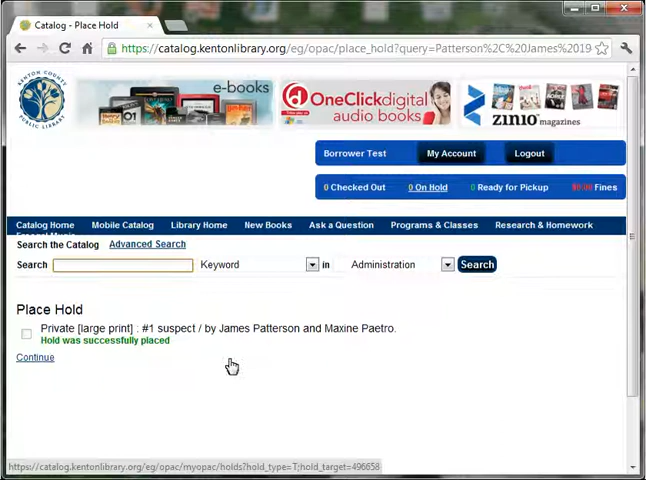 Catalog - Place Hold
https://catalog.kentonlibrary.org/eg/opac/place_hold?query=Patterson%2C%20James%2019
KENTON COUNTY
PUBLIC LIBRARY
e-books
OneClickdigital
audio books
zinio magazines
Borrower Test My Account Logout
0 Checked Out 0 On Hold 0 Ready for Pickup Fines
Catalog Home Mobile Catalog Library Home New Books Ask a Question Programs & Classes Research & Homework
Search the Catalog Advanced Search
Search Keyword in Administration Search
Place Hold
Private [large print] : #1 suspect / by James Patterson and Maxine Paetro.
Hold was successfully placed
Continue
https://catalog.kentonlibrary.org/eg/opac/myopac/holds?hold_type=T;hold_target=496658